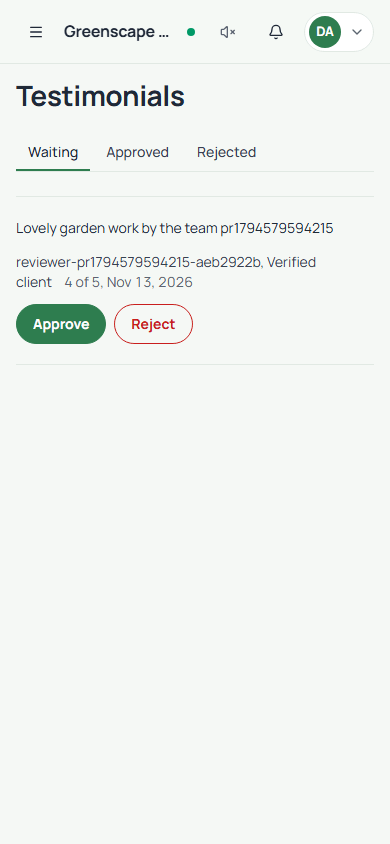 Greenscape ...
DA
Testimonials
Waiting Approved Rejected
Lovely garden work by the team pr1794579594215
reviewer-pr1794579594215-aeb2922b, Verified
client 4 of 5, Nov 13, 2026
Approve Reject